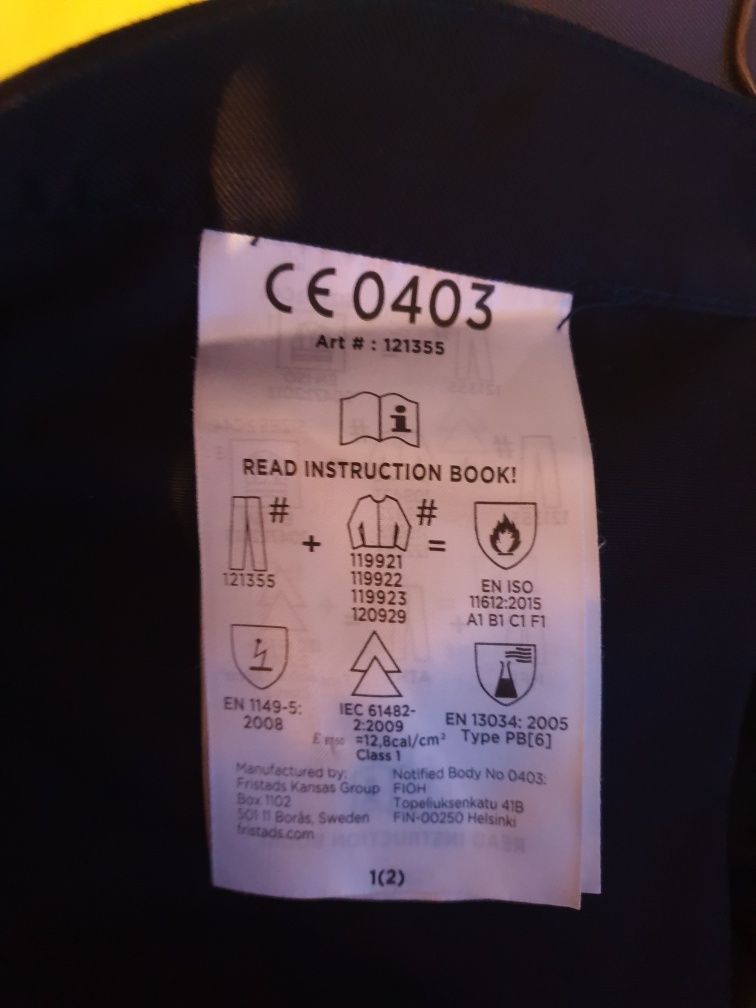 CE 0403
Art # : 121355
i
READ INSTRUCTION BOOK!
# + # =
121355
119921
119922
119923
120929
EN ISO
11612:2015
A1 B1 C1 F1
EN 1149-5:
2008
IEC 61482-
2:2009
E BT50 =12,8cal/cm²
Class 1
EN 13034: 2005
Type PB[6]
Manufactured by:
Fristads Kansas Group
Box 1102
501 11 Borås, Sweden
fristads.com
Notified Body No 0403:
FIOH
Topeliuksenkatu 41B
FIN-00250 Helsinki
1(2)